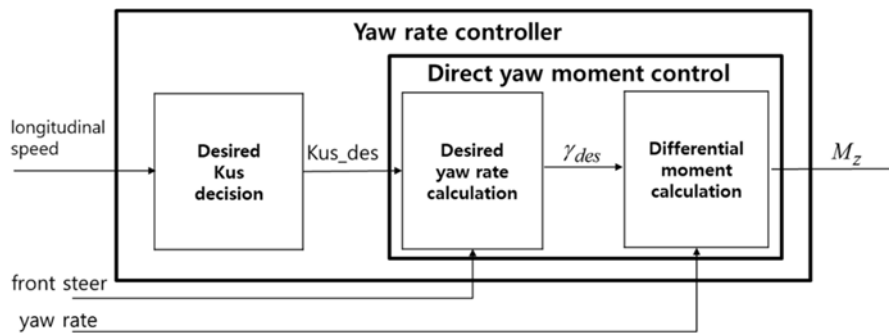 Yaw rate controller
Direct yaw moment control
longitudinal
speed
Desired
Kus
decision
Kus_des
Desired
yaw rate
calculation
γdes
Differential
moment
calculation
Mz
front steer
yaw rate